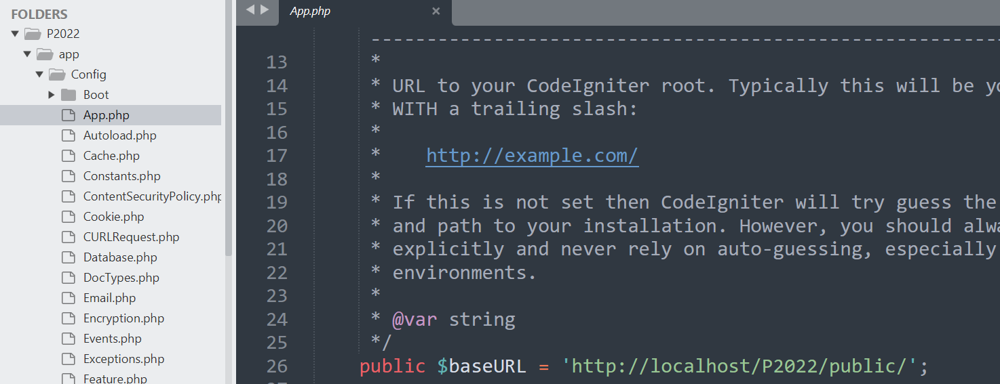 FOLDERS
P2022
app
Config
Boot
App.php
Autoload.php
Cache.php
Constants.php
ContentSecurityPolicy.php
Cookie.php
CURLRequest.php
Database.php
DocTypes.php
Email.php
Encryption.php
Events.php
Exceptions.php
Feature.php
App.php ×
--------------------------------------------------------
13 *
14 * URL to your CodeIgniter root. Typically this will be yo
15 * WITH a trailing slash:
16 *
17 * http://example.com/
18 *
19 * If this is not set then CodeIgniter will try guess the
20 * and path to your installation. However, you should alwa
21 * explicitly and never rely on auto-guessing, especially
22 * environments.
23 *
24 * @var string
25 */
26 public $baseURL = 'http://localhost/P2022/public/';